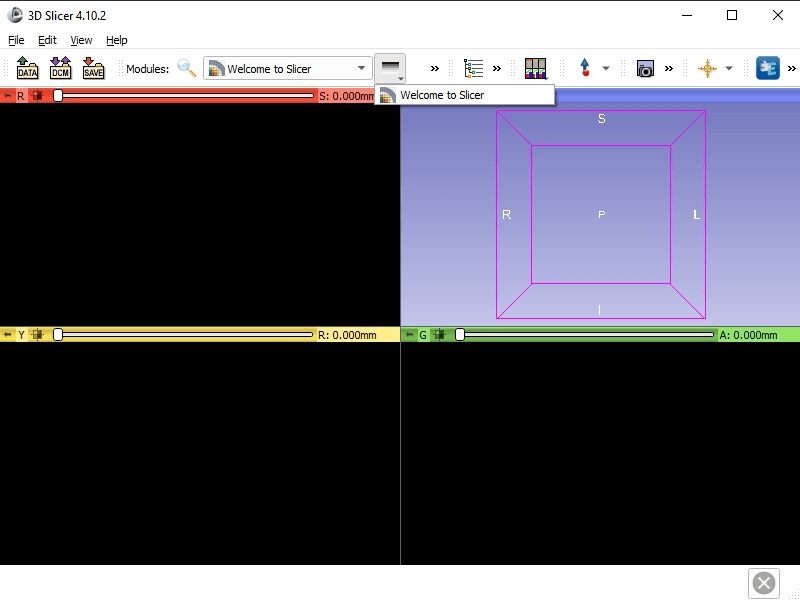 3D Slicer 4.10.2
File Edit View Help
DATA DCM SAVE Modules: Welcome to Slicer
Welcome to Slicer
R S: 0.000mm
S
R P L
I
Y R: 0.000mm
G A: 0.000mm